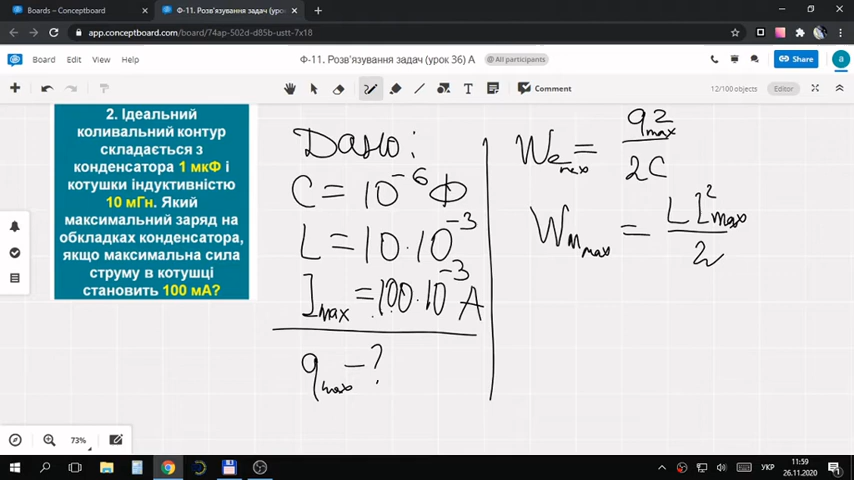 Boards – Conceptboard
Ф-11. Розв'язування задач (урок
app.conceptboard.com/board/74ap-502d-d85b-ustt-7x18
Board Edit View Help
Ф-11. Розв'язування задач (урок 36) А
All participants
Share
a
Comment
12/100 objects
Editor
2. Ідеальний
коливальний контур
складається з
конденсатора 1 мкФ і
котушки індуктивністю
10 мГн. Який
максимальний заряд на
обкладках конденсатора,
якщо максимальна сила
струму в котушці
становить 100 мА?
Дано:
C = 10⁻⁶ Ф
L = 10·10⁻³
Imax = 100·10⁻³ А
qmax – ?
Wemax = q2max / 2C
WMmax = LI²max / 2
73%
УКР
11:59
26.11.2020
1